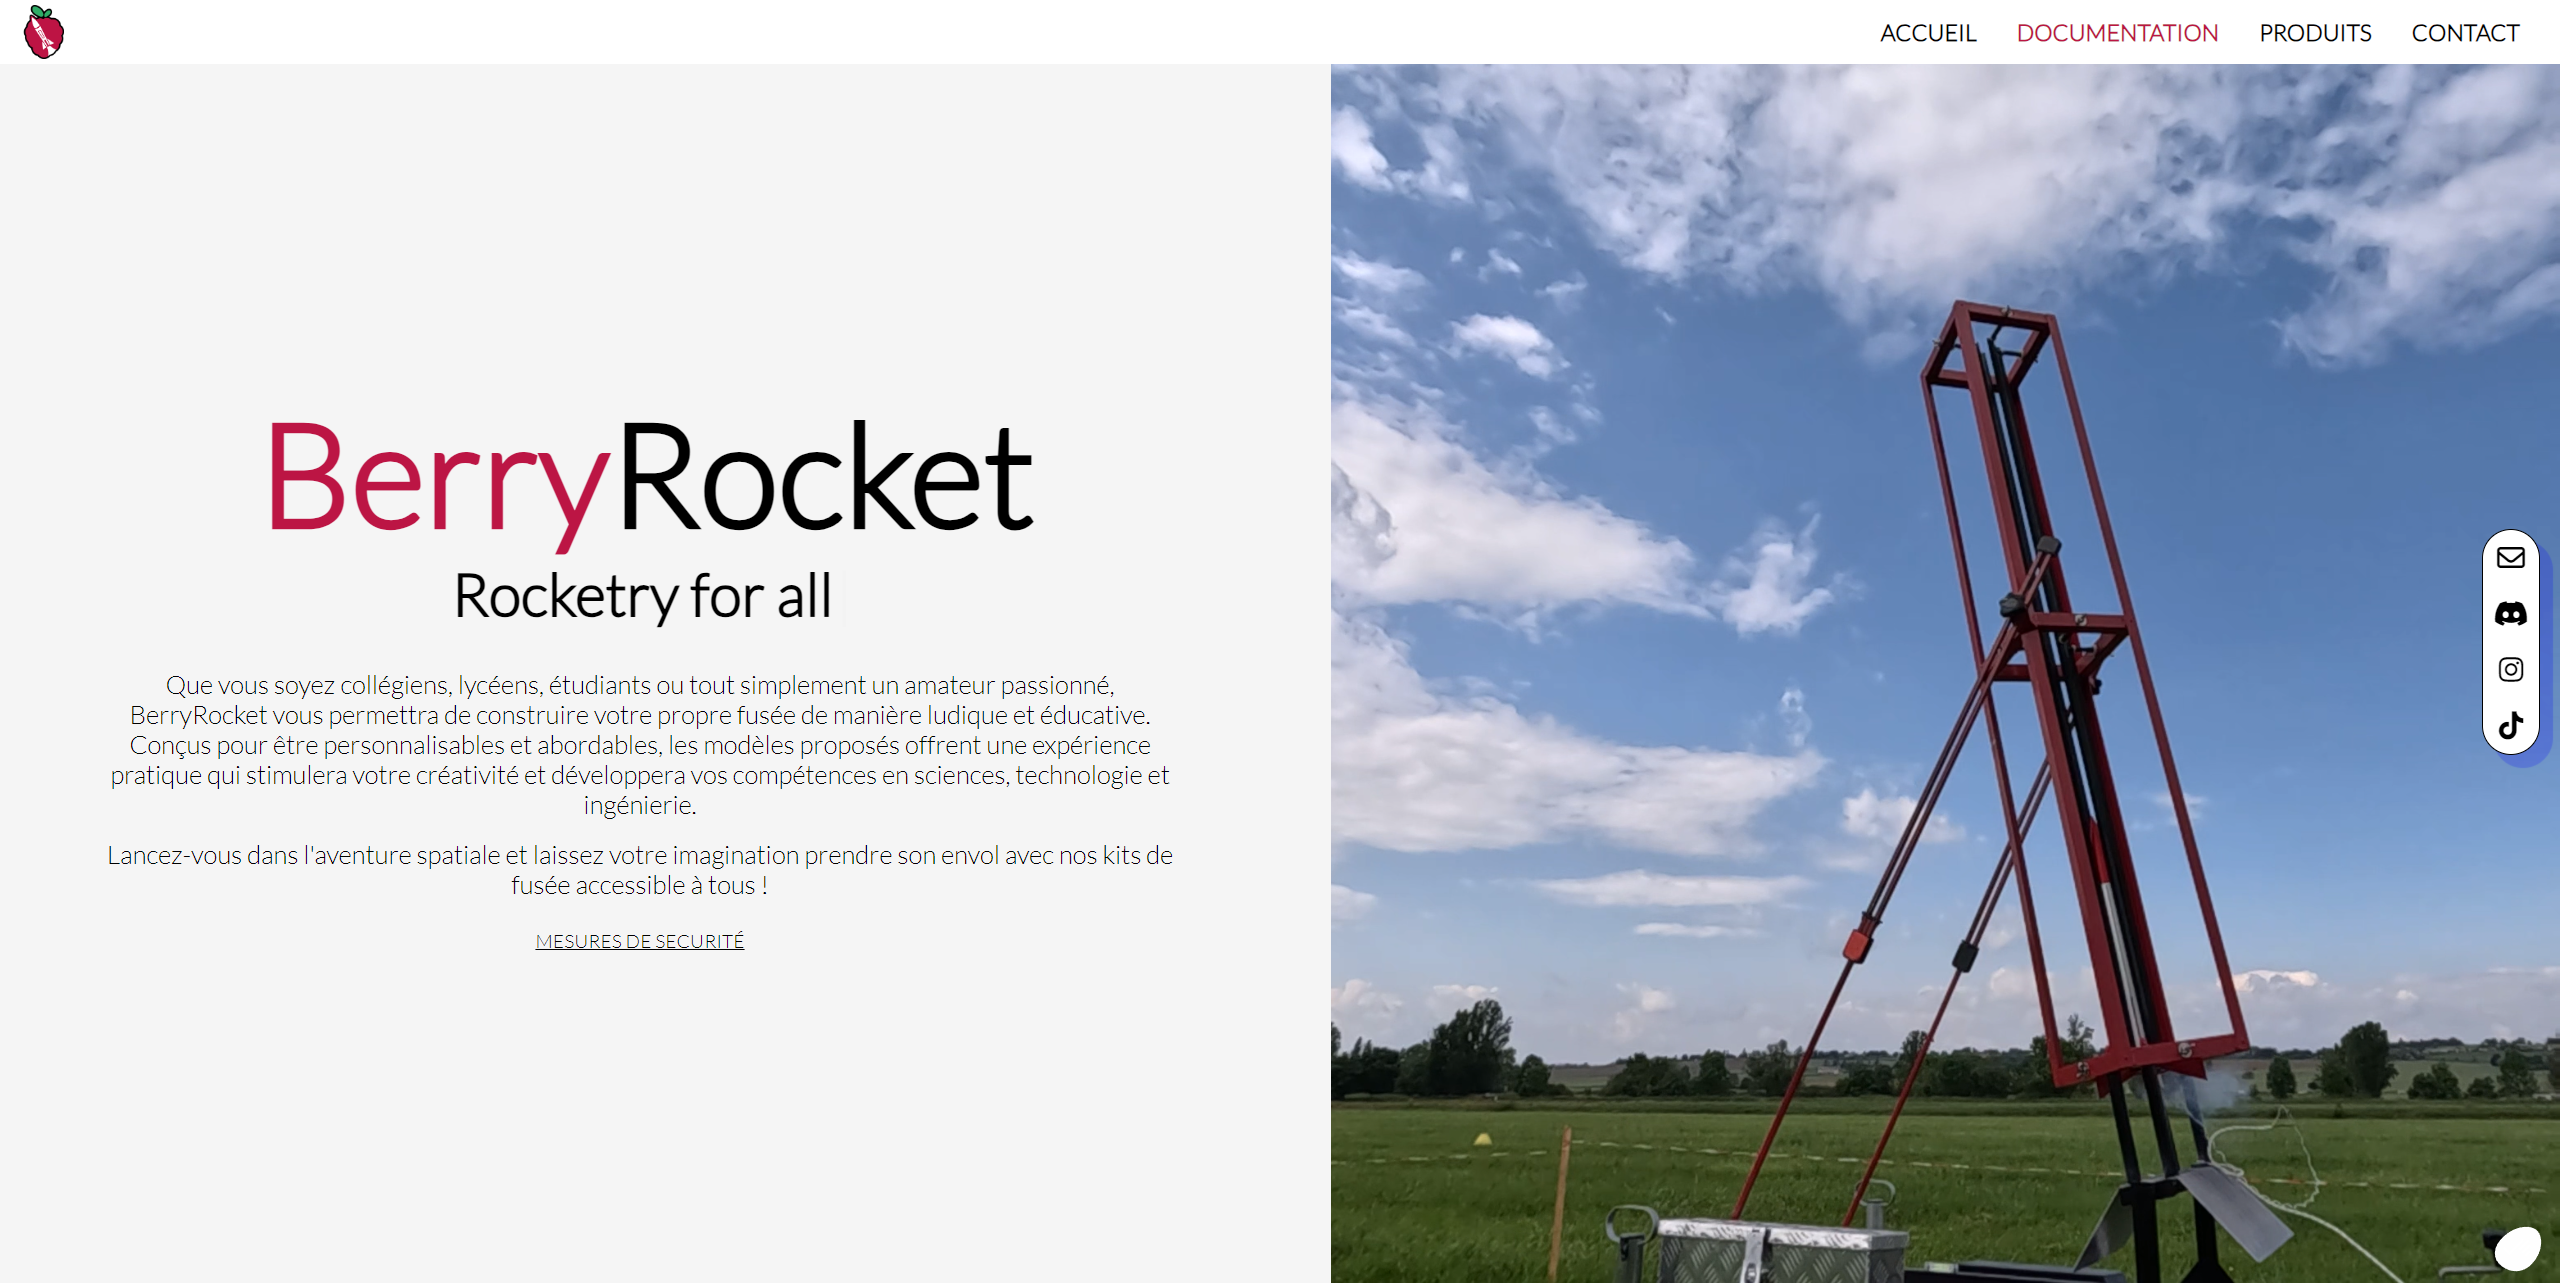 ACCUEIL DOCUMENTATION PRODUITS CONTACT
BerryRocket
Rocketry for all
Que vous soyez collégiens, lycéens, étudiants ou tout simplement un amateur passionné,
BerryRocket vous permettra de construire votre propre fusée de manière ludique et éducative.
Conçus pour être personnalisables et abordables, les modèles proposés offrent une expérience
pratique qui stimulera votre créativité et développera vos compétences en sciences, technologie et
ingénierie.
Lancez-vous dans l'aventure spatiale et laissez votre imagination prendre son envol avec nos kits de
fusée accessible à tous !
MESURES DE SECURITÉ